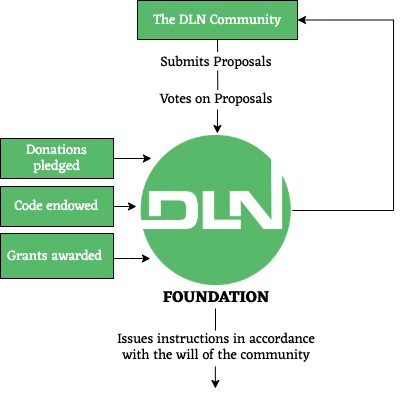 The DLN Community
Submits Proposals
Votes on Proposals
Donations
pledged
Code endowed
Grants awarded
DLN
FOUNDATION
Issues instructions in accordance
with the will of the community